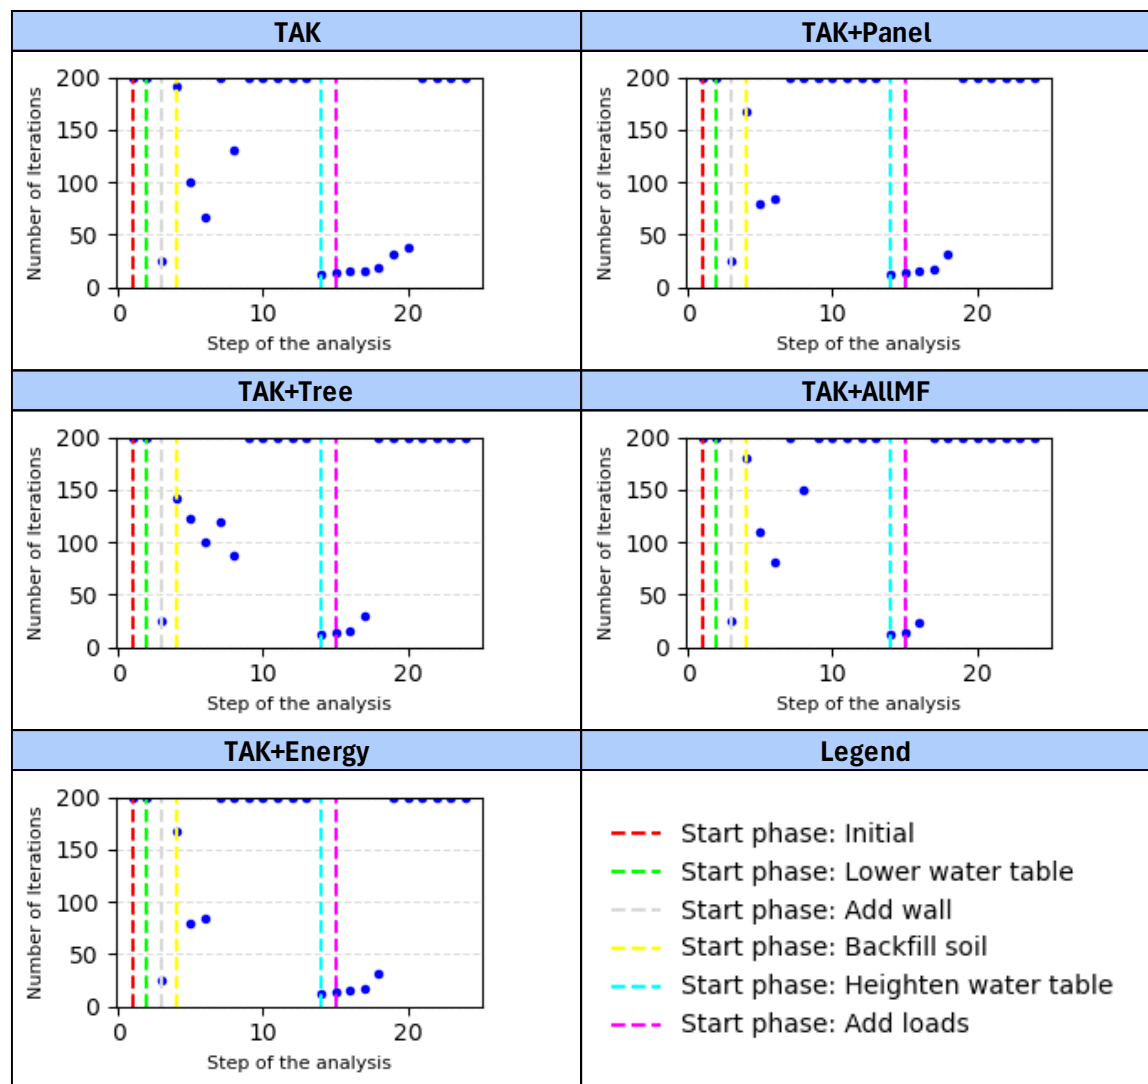 TAK
TAK+Panel
200
150
100
50
0
0 10 20
Number of Iterations
Step of the analysis
200
150
100
50
0
0 10 20
Number of Iterations
Step of the analysis
TAK+Tree
TAK+AllMF
200
150
100
50
0
0 10 20
Number of Iterations
Step of the analysis
200
150
100
50
0
0 10 20
Number of Iterations
Step of the analysis
TAK+Energy
Legend
200
150
100
50
0
0 10 20
Number of Iterations
Step of the analysis
Start phase: Initial
Start phase: Lower water table
Start phase: Add wall
Start phase: Backfill soil
Start phase: Heighten water table
Start phase: Add loads